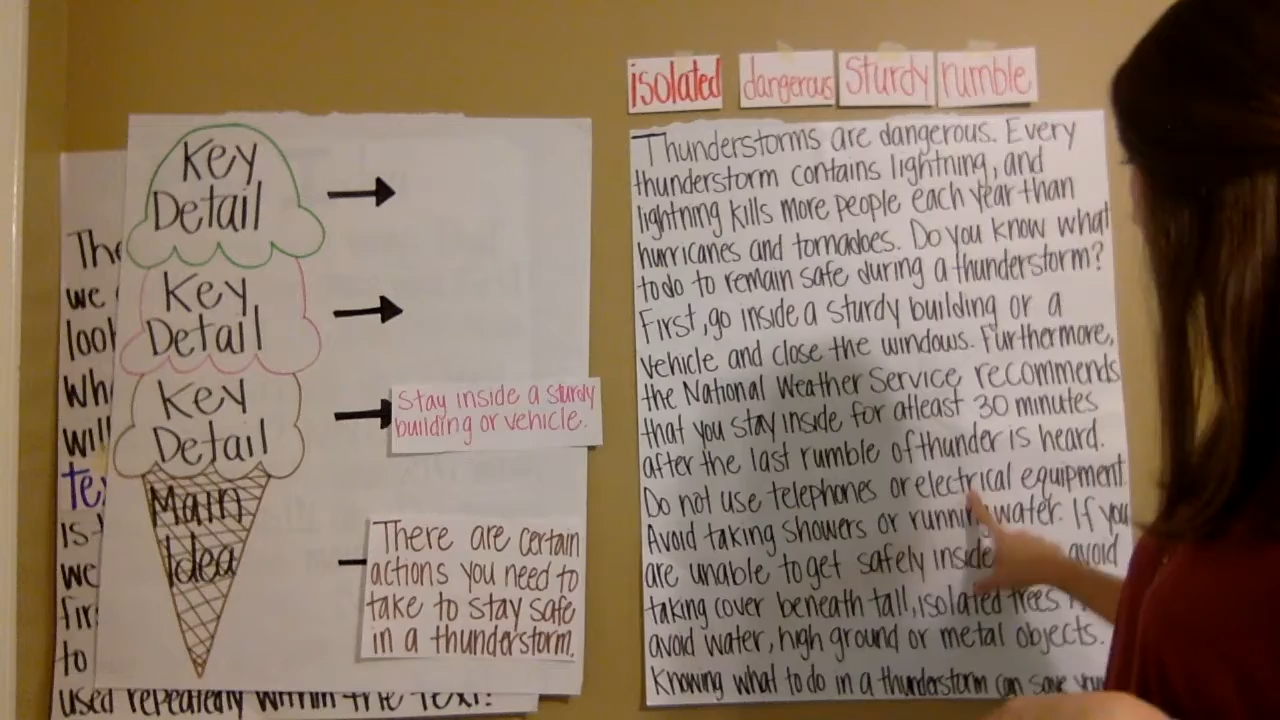 isolated dangerous sturdy rumble
Key
Detail
Key
Detail
Key
Detail
Main
Idea
Stay inside a sturdy
building or vehicle.
There are certain
actions you need to
take to stay safe
in a thunderstorm.
Thunderstorms are dangerous. Every
thunderstorm contains lightning, and
lightning kills more people each year than
hurricanes and tornadoes. Do you know what
to do to remain safe during a thunderstorm?
First, go inside a sturdy building or a
vehicle and close the windows. Furthermore,
the National Weather Service recommends
that you stay inside for atleast 30 minutes
after the last rumble of thunder is heard.
Do not use telephones or electrical equipment.
Avoid taking showers or running water. If you
are unable to get safely inside avoid
taking cover beneath tall, isolated trees
avoid water, high ground or metal objects.
Knowing what to do in a thunderstorm can save
we
is
we
to
used repeatedly within the text.